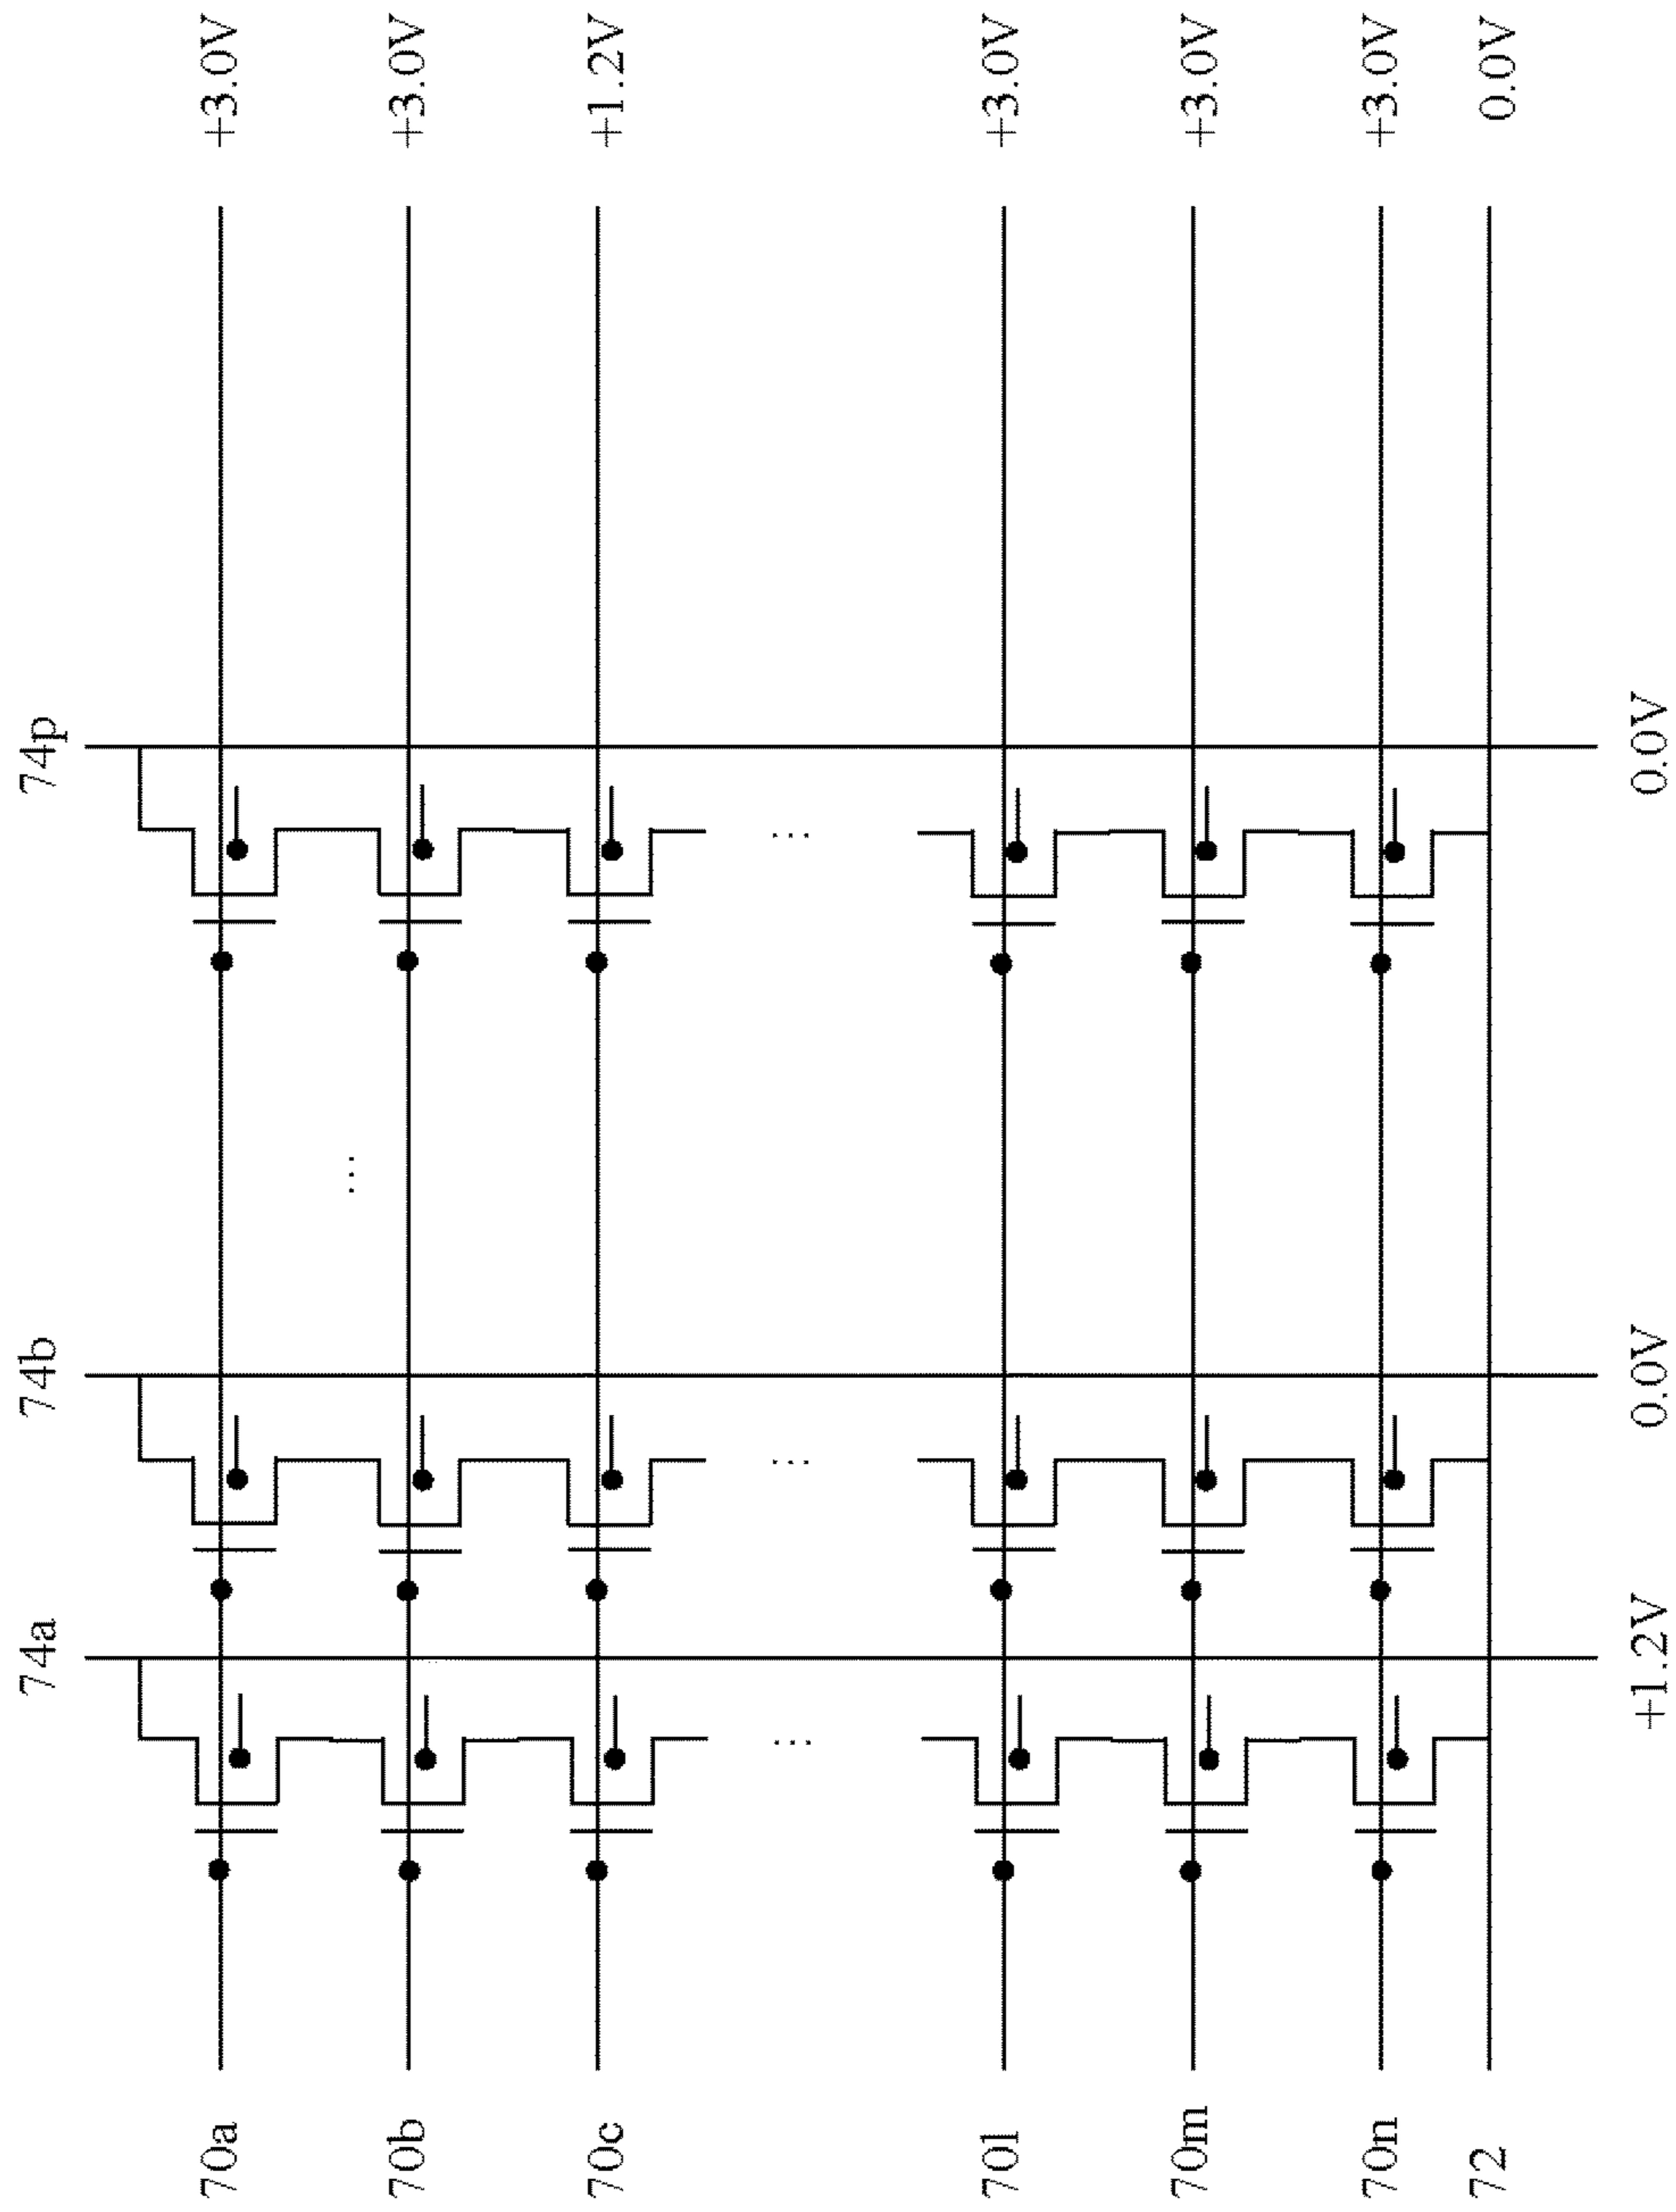 74a 74b 74p
70a +3.0V
70b +3.0V
70c +1.2V
70l +3.0V
70m +3.0V
70n +3.0V
72 0.0V
+1.2V 0.0V 0.0V